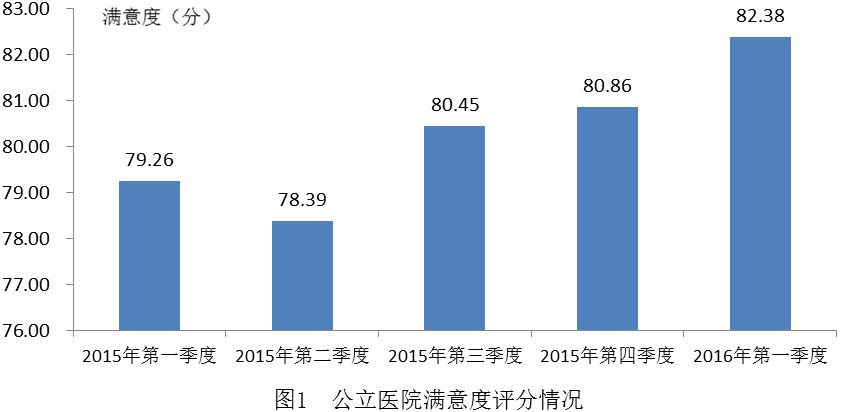 满意度（分）
83.00
82.00
81.00
80.00
79.00
78.00
77.00
76.00
79.26
78.39
80.45
80.86
82.38
2015年第一季度
2015年第二季度
2015年第三季度
2015年第四季度
2016年第一季度
图1 公立医院满意度评分情况